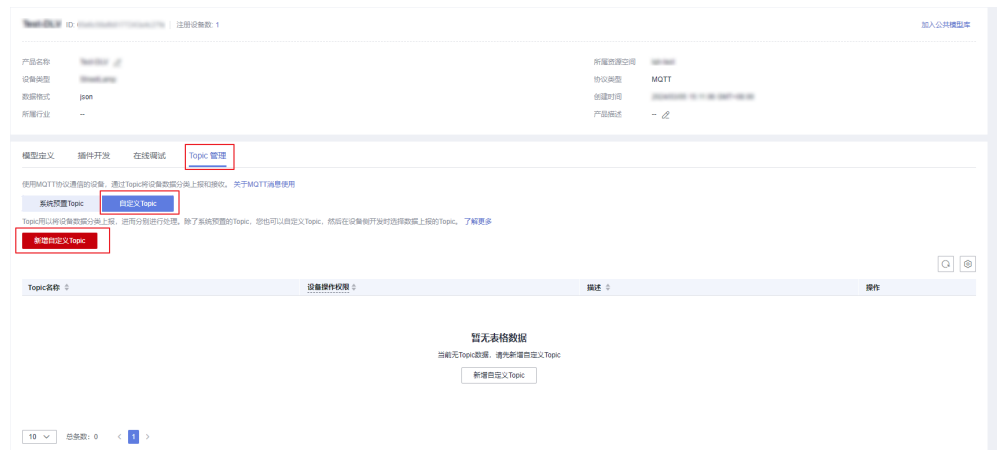 ID: 注册设备数: 1 加入公共模型库
产品名称 所属资源空间
设备类型 协议类型 MQTT
数据格式 json 创建时间
所属行业 -- 产品描述 --
模型定义 插件开发 在线调试 Topic 管理
使用MQTT协议通信的设备，通过Topic将设备数据分类上报和接收。 关于MQTT消息使用
系统预置Topic 自定义Topic
Topic用以将设备数据分类上报，进而分别进行处理。除了系统预置的Topic，您也可以自定义Topic，然后在设备侧开发时选择数据上报的Topic。 了解更多
新增自定义Topic
Topic名称 设备操作权限 描述 操作
暂无表格数据
当前无Topic数据，请先新增自定义Topic
新增自定义Topic
10 总条数: 0 < 1 >